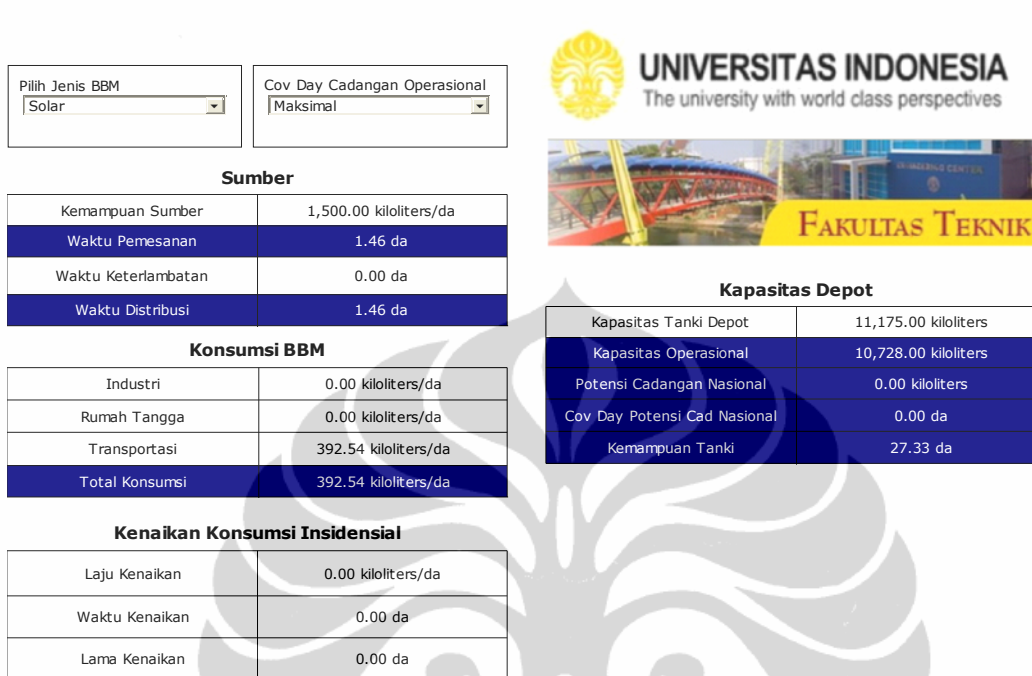 Pilih Jenis BBM
Solar
Cov Day Cadangan Operasional
Maksimal
UNIVERSITAS INDONESIA
The university with world class perspectives
ENGINEERING CENTER
FAKULTAS TEKNIK
Sumber
Kemampuan Sumber 1,500.00 kiloliters/da
Waktu Pemesanan 1.46 da
Waktu Keterlambatan 0.00 da
Waktu Distribusi 1.46 da
Konsumsi BBM
Industri 0.00 kiloliters/da
Rumah Tangga 0.00 kiloliters/da
Transportasi 392.54 kiloliters/da
Total Konsumsi 392.54 kiloliters/da
Kenaikan Konsumsi Insidensial
Laju Kenaikan 0.00 kiloliters/da
Waktu Kenaikan 0.00 da
Lama Kenaikan 0.00 da
Kapasitas Depot
Kapasitas Tanki Depot 11,175.00 kiloliters
Kapasitas Operasional 10,728.00 kiloliters
Potensi Cadangan Nasional 0.00 kiloliters
Cov Day Potensi Cad Nasional 0.00 da
Kemampuan Tanki 27.33 da